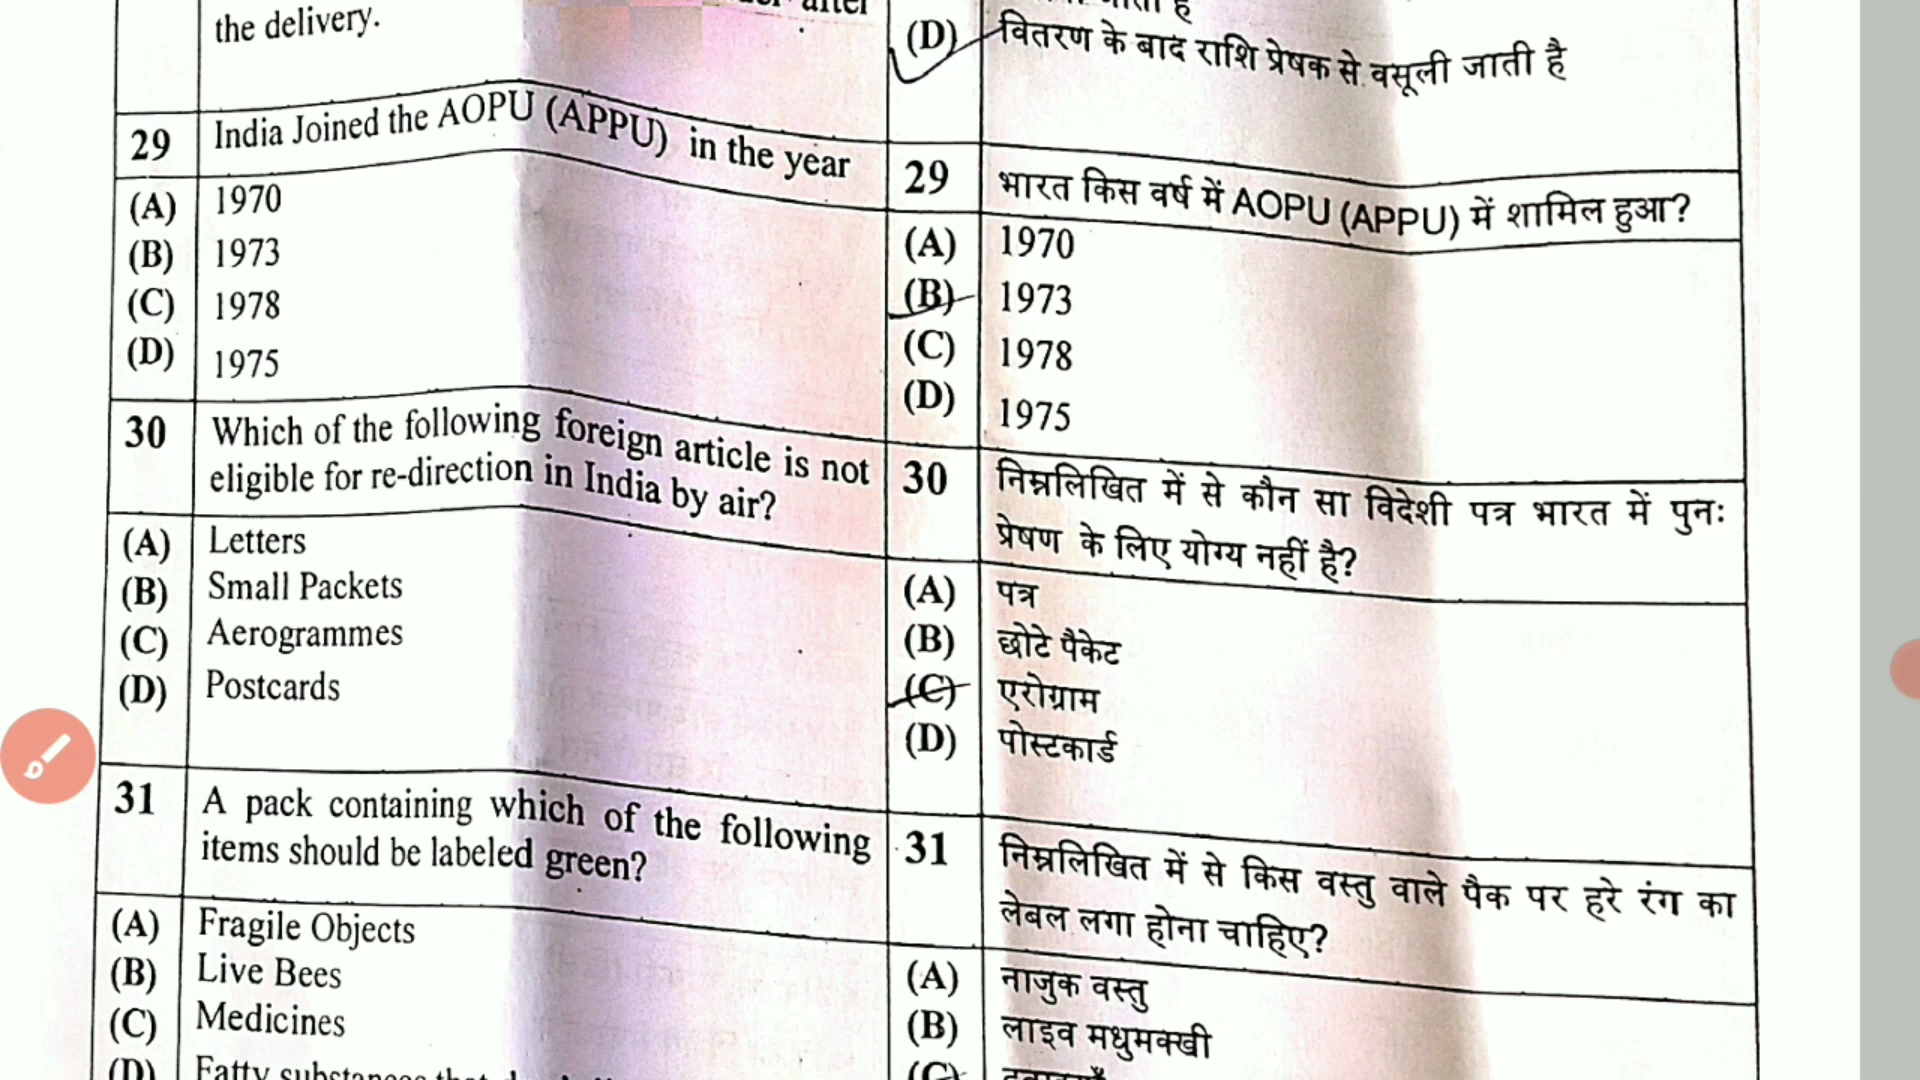 after
the delivery.
29 India Joined the AOPU (APPU) in the year
(A) 1970
(B) 1973
(C) 1978
(D) 1975
30 Which of the following foreign article is not
eligible for re-direction in India by air?
(A) Letters
(B) Small Packets
(C) Aerogrammes
(D) Postcards
31 A pack containing which of the following
items should be labeled green?
(A) Fragile Objects
(B) Live Bees
(C) Medicines
(D) Fatty substances that
जाती है
(D) वितरण के बाद राशि प्रेषक से वसूली जाती है
29 भारत किस वर्ष में AOPU (APPU) में शामिल हुआ?
(A) 1970
(B) 1973
(C) 1978
(D) 1975
30 निम्नलिखित में से कौन सा विदेशी पत्र भारत में पुनः
प्रेषण के लिए योग्य नहीं है?
(A) पत्र
(B) छोटे पैकेट
(C) एरोग्राम
(D) पोस्टकार्ड
31 निम्नलिखित में से किस वस्तु वाले पैक पर हरे रंग का
लेबल लगा होना चाहिए?
(A) नाजुक वस्तु
(B) लाइव मधुमक्खी
(C)